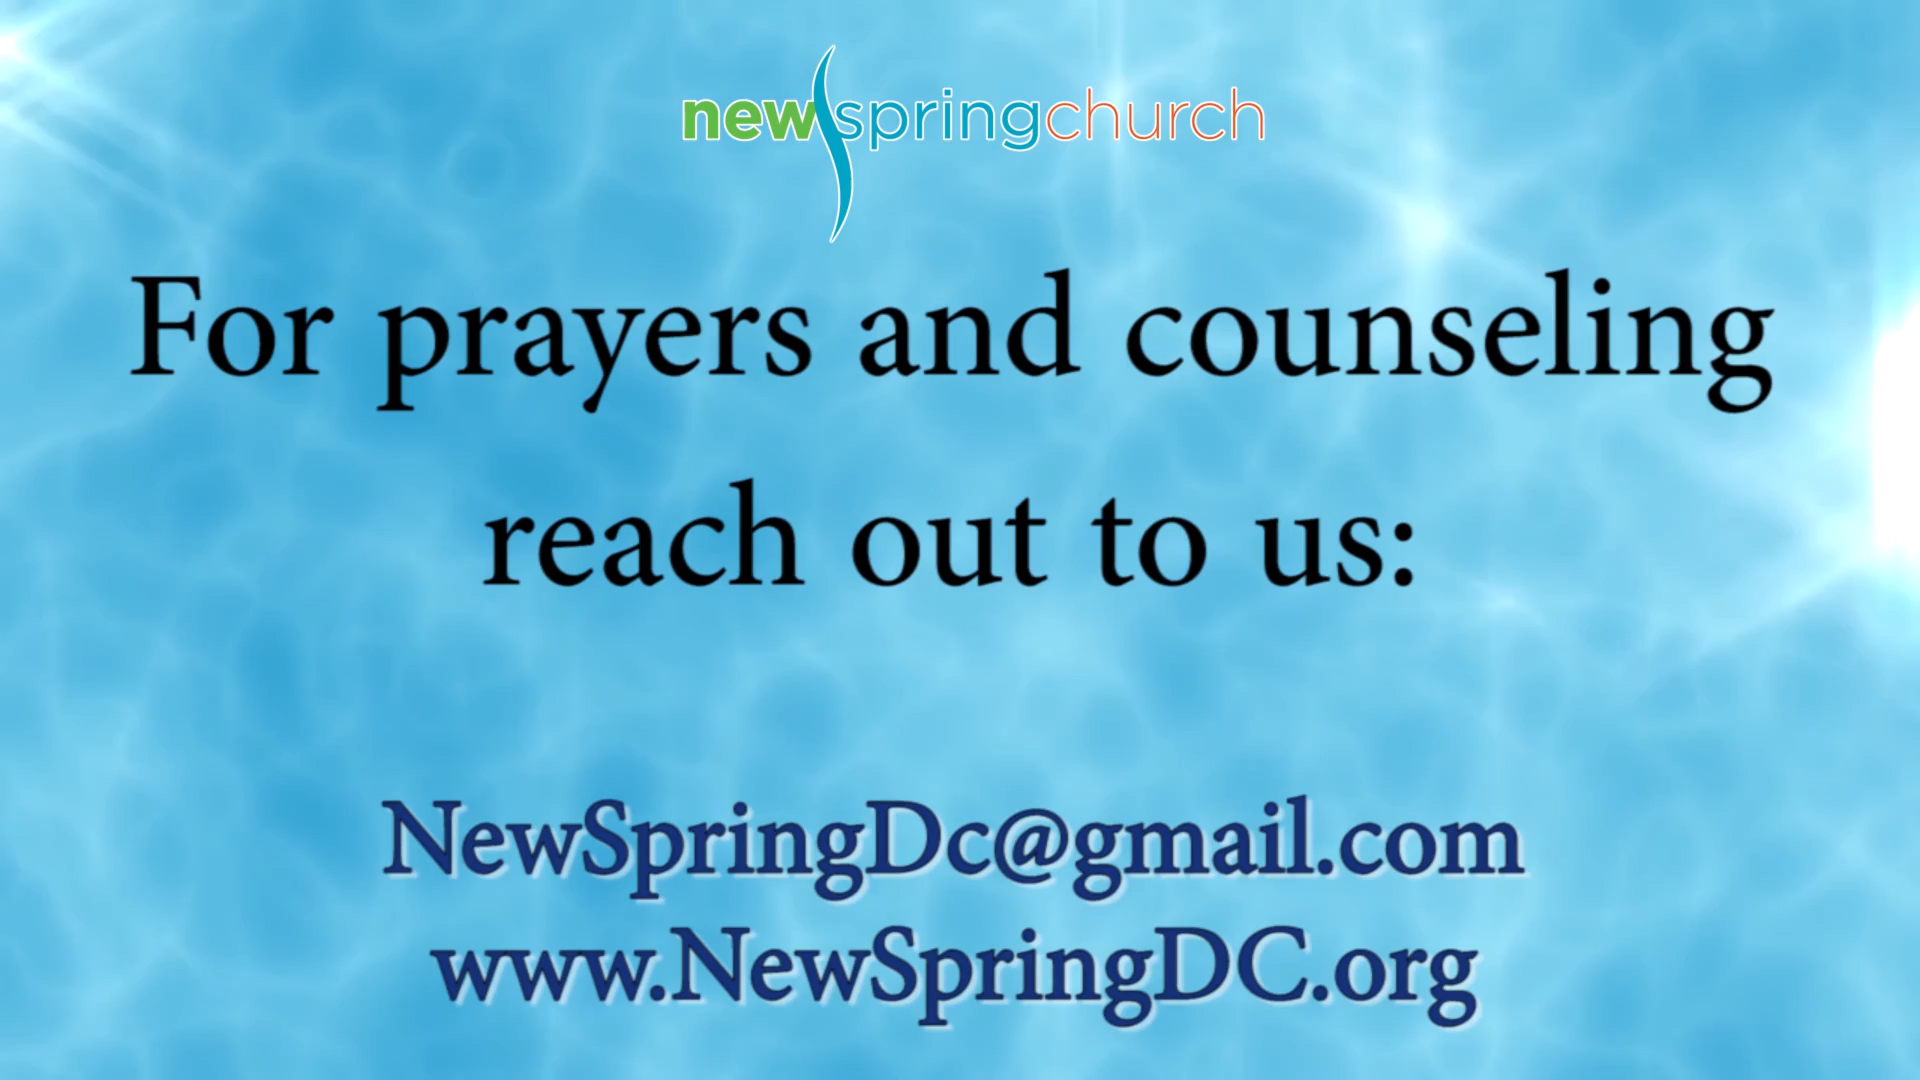 newspringchurch
For prayers and counseling
reach out to us:
NewSpringDc@gmail.com
www.NewSpringDC.org